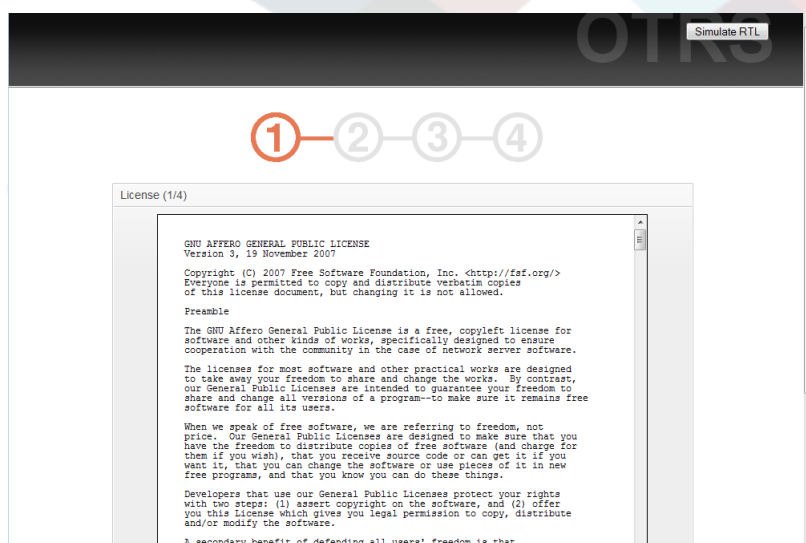 OTRS
Simulate RTL
1 2 3 4
License (1/4)
GNU AFFERO GENERAL PUBLIC LICENSE
Version 3, 19 November 2007
Copyright (C) 2007 Free Software Foundation, Inc. <http://fsf.org/>
Everyone is permitted to copy and distribute verbatim copies
of this license document, but changing it is not allowed.
Preamble
The GNU Affero General Public License is a free, copyleft license for
software and other kinds of works, specifically designed to ensure
cooperation with the community in the case of network server software.
The licenses for most software and other practical works are designed
to take away your freedom to share and change the works.  By contrast,
our General Public Licenses are intended to guarantee your freedom to
share and change all versions of a program--to make sure it remains free
software for all its users.
When we speak of free software, we are referring to freedom, not
price.  Our General Public Licenses are designed to make sure that you
have the freedom to distribute copies of free software (and charge for
them if you wish), that you receive source code or can get it if you
want it, that you can change the software or use pieces of it in new
free programs, and that you know you can do these things.
Developers that use our General Public Licenses protect your rights
with two steps: (1) assert copyright on the software, and (2) offer
you this License which gives you legal permission to copy, distribute
and/or modify the software.
A secondary benefit of defending all users' freedom is that